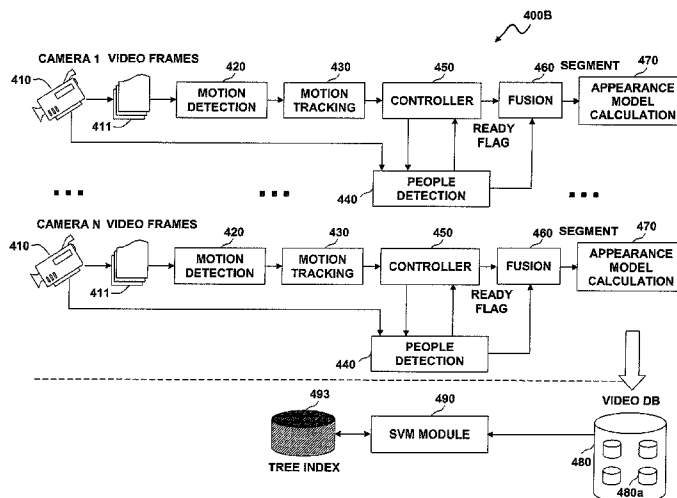 400B
CAMERA 1 VIDEO FRAMES
410
411
420
MOTION
DETECTION
430
MOTION
TRACKING
450
CONTROLLER
460
FUSION
SEGMENT
470
APPEARANCE
MODEL
CALCULATION
READY
FLAG
440
PEOPLE
DETECTION
CAMERA N VIDEO FRAMES
410
411
420
MOTION
DETECTION
430
MOTION
TRACKING
450
CONTROLLER
460
FUSION
SEGMENT
470
APPEARANCE
MODEL
CALCULATION
READY
FLAG
440
PEOPLE
DETECTION
493
TREE INDEX
490
SVM MODULE
VIDEO DB
480
480a